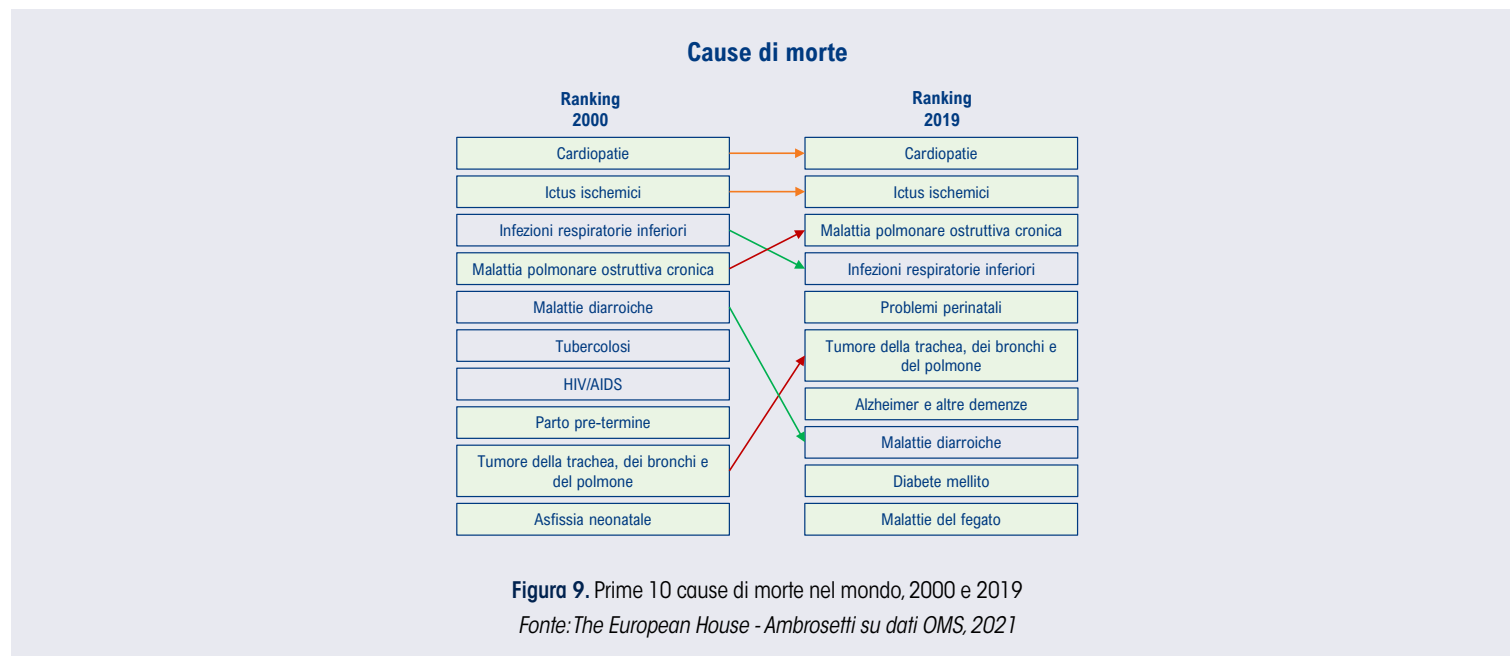 Cause di morte
Ranking
2000
Cardiopatie
Ictus ischemici
Infezioni respiratorie inferiori
Malattia polmonare ostruttiva cronica
Malattie diarroiche
Tubercolosi
HIV/AIDS
Parto pre-termine
Tumore della trachea, dei bronchi e
del polmone
Asfissia neonatale
Ranking
2019
Cardiopatie
Ictus ischemici
Malattia polmonare ostruttiva cronica
Infezioni respiratorie inferiori
Problemi perinatali
Tumore della trachea, dei bronchi e
del polmone
Alzheimer e altre demenze
Malattie diarroiche
Diabete mellito
Malattie del fegato
Figura 9. Prime 10 cause di morte nel mondo, 2000 e 2019
Fonte: The European House - Ambrosetti su dati OMS, 2021